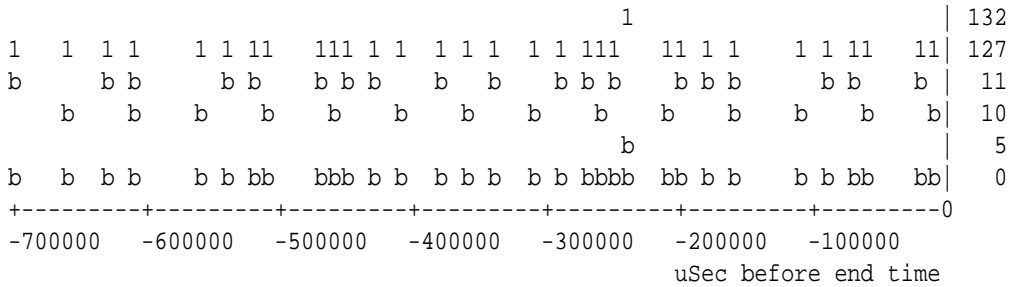 1                       | 132
1   1  1 1    1 1 11   111 1 1  1 1 1  1 1 111   11 1 1    1 1 11   11| 127
b      b b      b b    b b b    b   b    b b b    b b b      b b    b |  11
    b    b    b    b    b    b    b    b    b    b    b    b    b    b|  10
                                              b                       |   5
b   b  b b    b b bb   bbb b b  b b b  b b bbbb  bb b b    b b bb   bb|   0
+---------+---------+---------+---------+---------+---------+---------0
-700000   -600000   -500000   -400000   -300000   -200000   -100000
                                                  uSec before end time